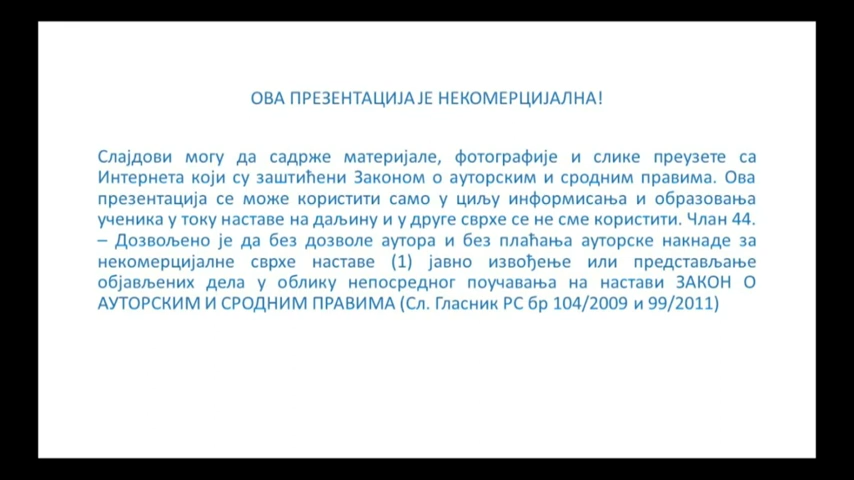 ОВА ПРЕЗЕНТАЦИЈА ЈЕ НЕКОМЕРЦИЈАЛНА!
Слајдови могу да садрже материјале, фотографије и слике преузете са
Интернета који су заштићени Законом о ауторским и сродним правима. Ова
презентација се може користити само у циљу информисања и образовања
ученика у току наставе на даљину и у друге сврхе се не сме користити. Члан 44.
– Дозвољено је да без дозволе аутора и без плаћања ауторске накнаде за
некомерцијалне сврхе наставе (1) јавно извођење или представљање
објављених дела у облику непосредног поучавања на настави ЗАКОН О
АУТОРСКИМ И СРОДНИМ ПРАВИМА (Сл. Гласник РС бр 104/2009 и 99/2011)